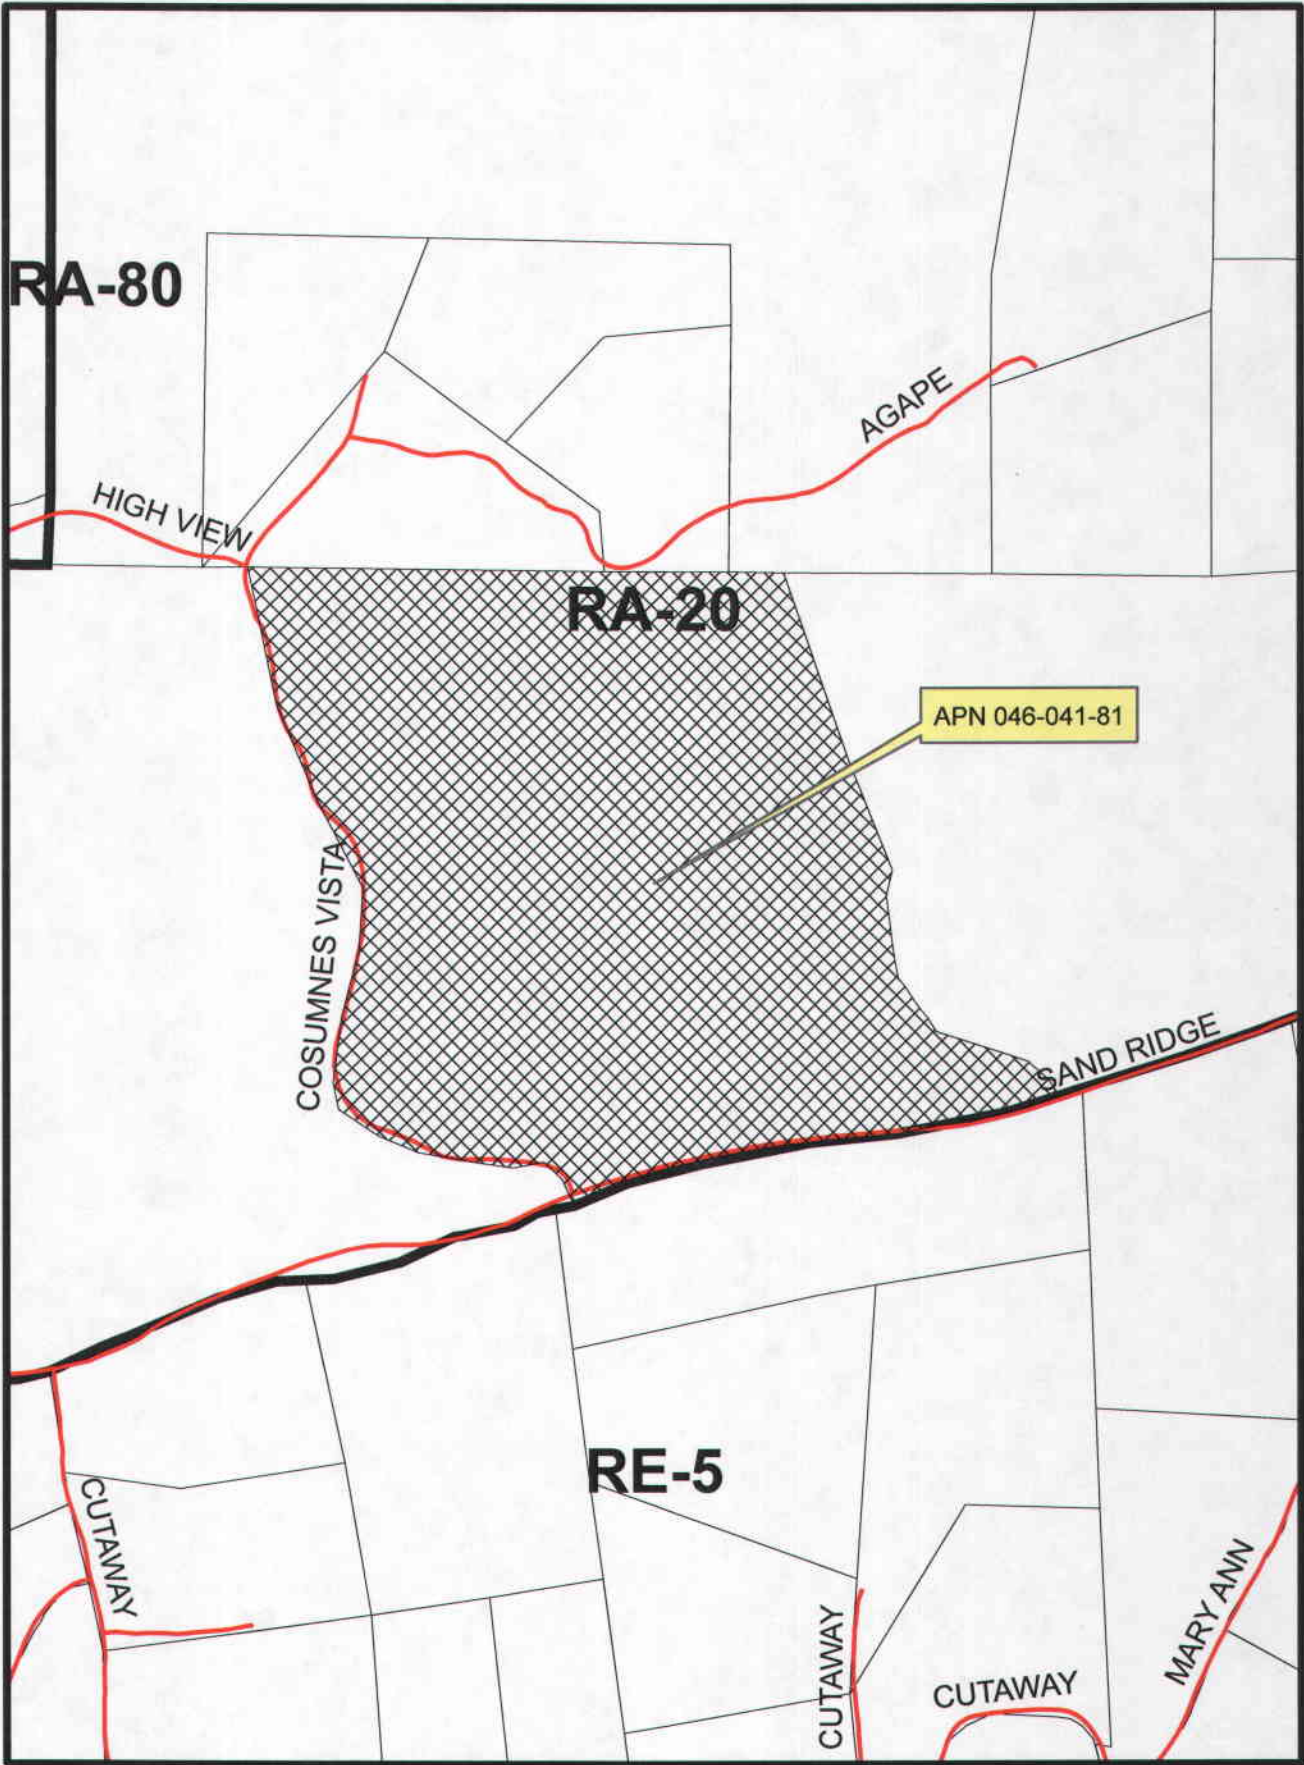 RA-80
AGAPE
HIGH VIEW
RA-20
APN 046-041-81
COSUMNES VISTA
SAND RIDGE
RE-5
CUTAWAY
CUTAWAY
CUTAWAY
MARY ANN